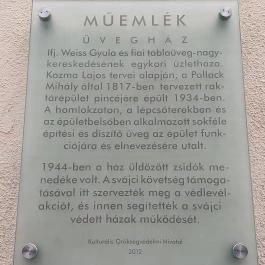 MŰEMLÉK
ÜVEGHÁZ
Ifj. Weiss Gyula és fiai táblaüveg-nagy-
kereskedésének egykori üzletháza.
Kozma Lajos tervei alapján, a Pollack
Mihály által 1817-ben tervezett rak-
tárépület pincéjére épült 1934-ben.
A homlokzaton, a lépcsőterekben és
az épületbelsőben alkalmazott sokféle
építési és díszítő üveg az épület funk-
ciójára és elnevezésére utalt.
1944-ben a ház üldözött zsidók me-
nedéke volt. A svájci követség támoga-
tásával itt szervezték meg a védlevél-
akciót, és innen segítették a svájci
védett házak működését.
Kulturális Örökségvédelmi Hivatal
2012